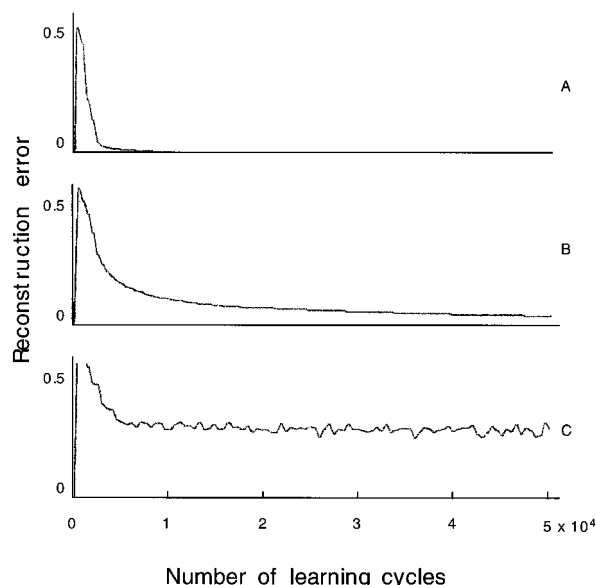 0.5
A
0
0.5
B
0
Reconstruction error
0.5
C
0
0 1 2 3 4 5 x 10⁴
Number of learning cycles